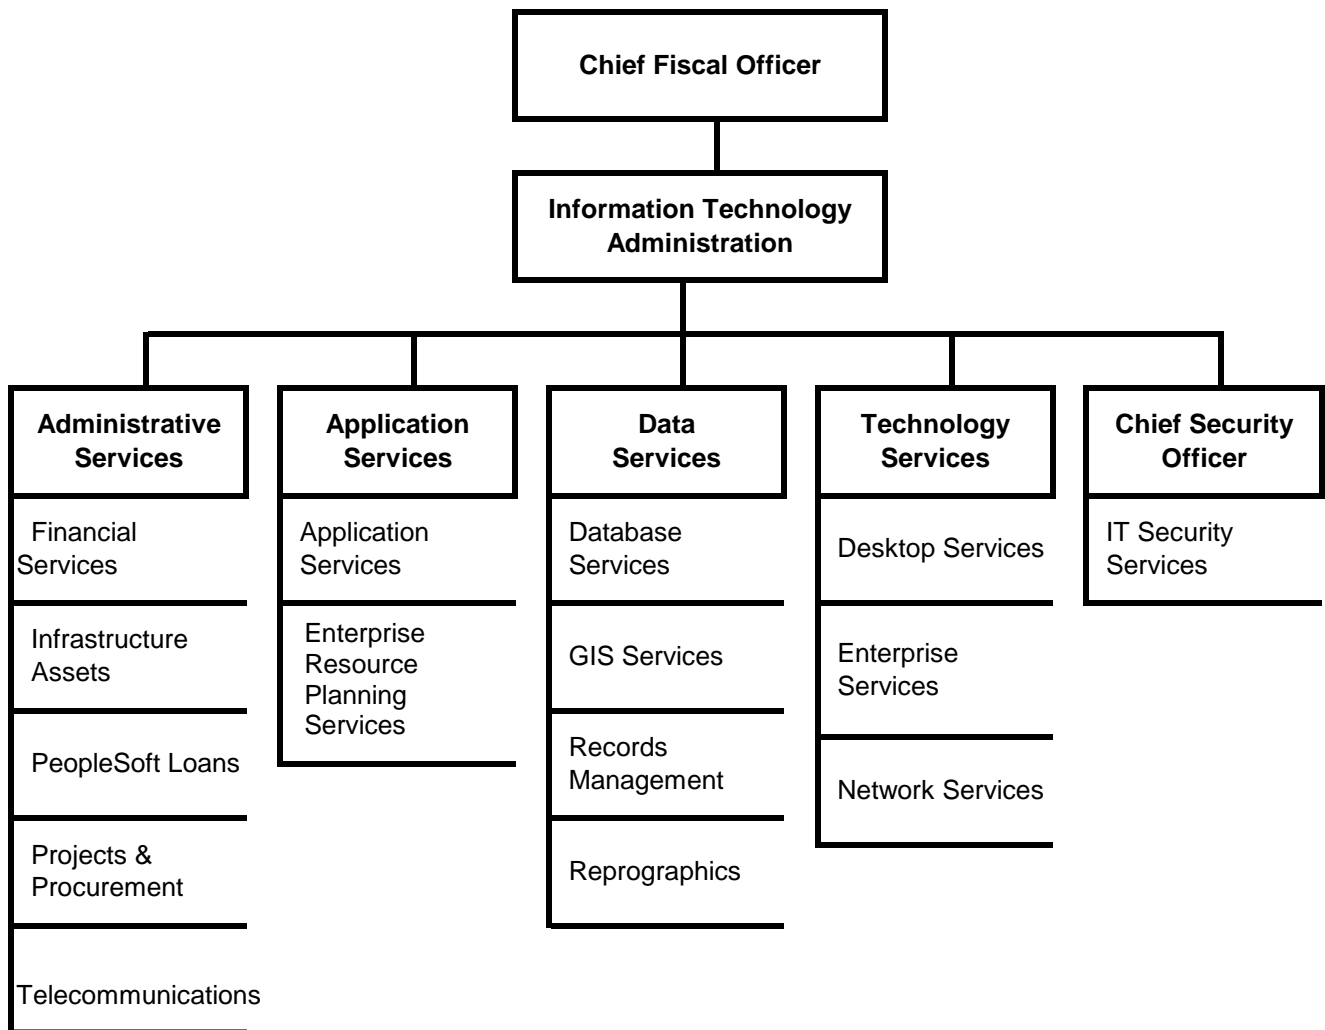 Chief Fiscal Officer
Information Technology
Administration
Administrative
Services
Financial
Services
Infrastructure
Assets
PeopleSoft Loans
Projects &
Procurement
Telecommunications
Application
Services
Application
Services
Enterprise
Resource
Planning
Services
Data
Services
Database
Services
GIS Services
Records
Management
Reprographics
Technology
Services
Desktop Services
Enterprise
Services
Network Services
Chief Security
Officer
IT Security
Services